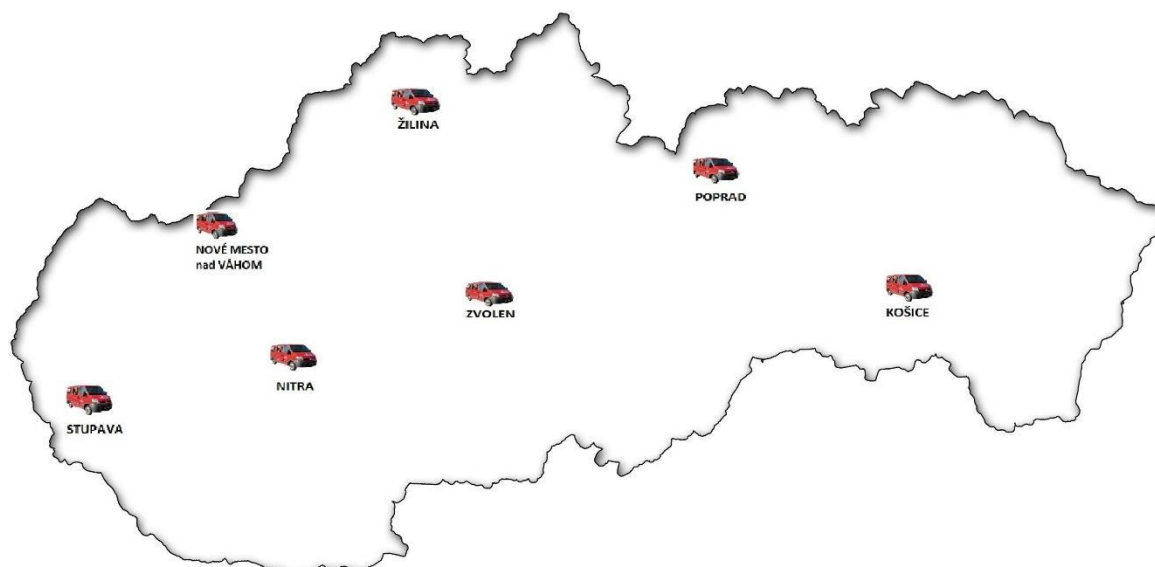 ŽILINA
POPRAD
NOVÉ MESTO
nad VÁHOM
ZVOLEN
KOŠICE
NITRA
STUPAVA